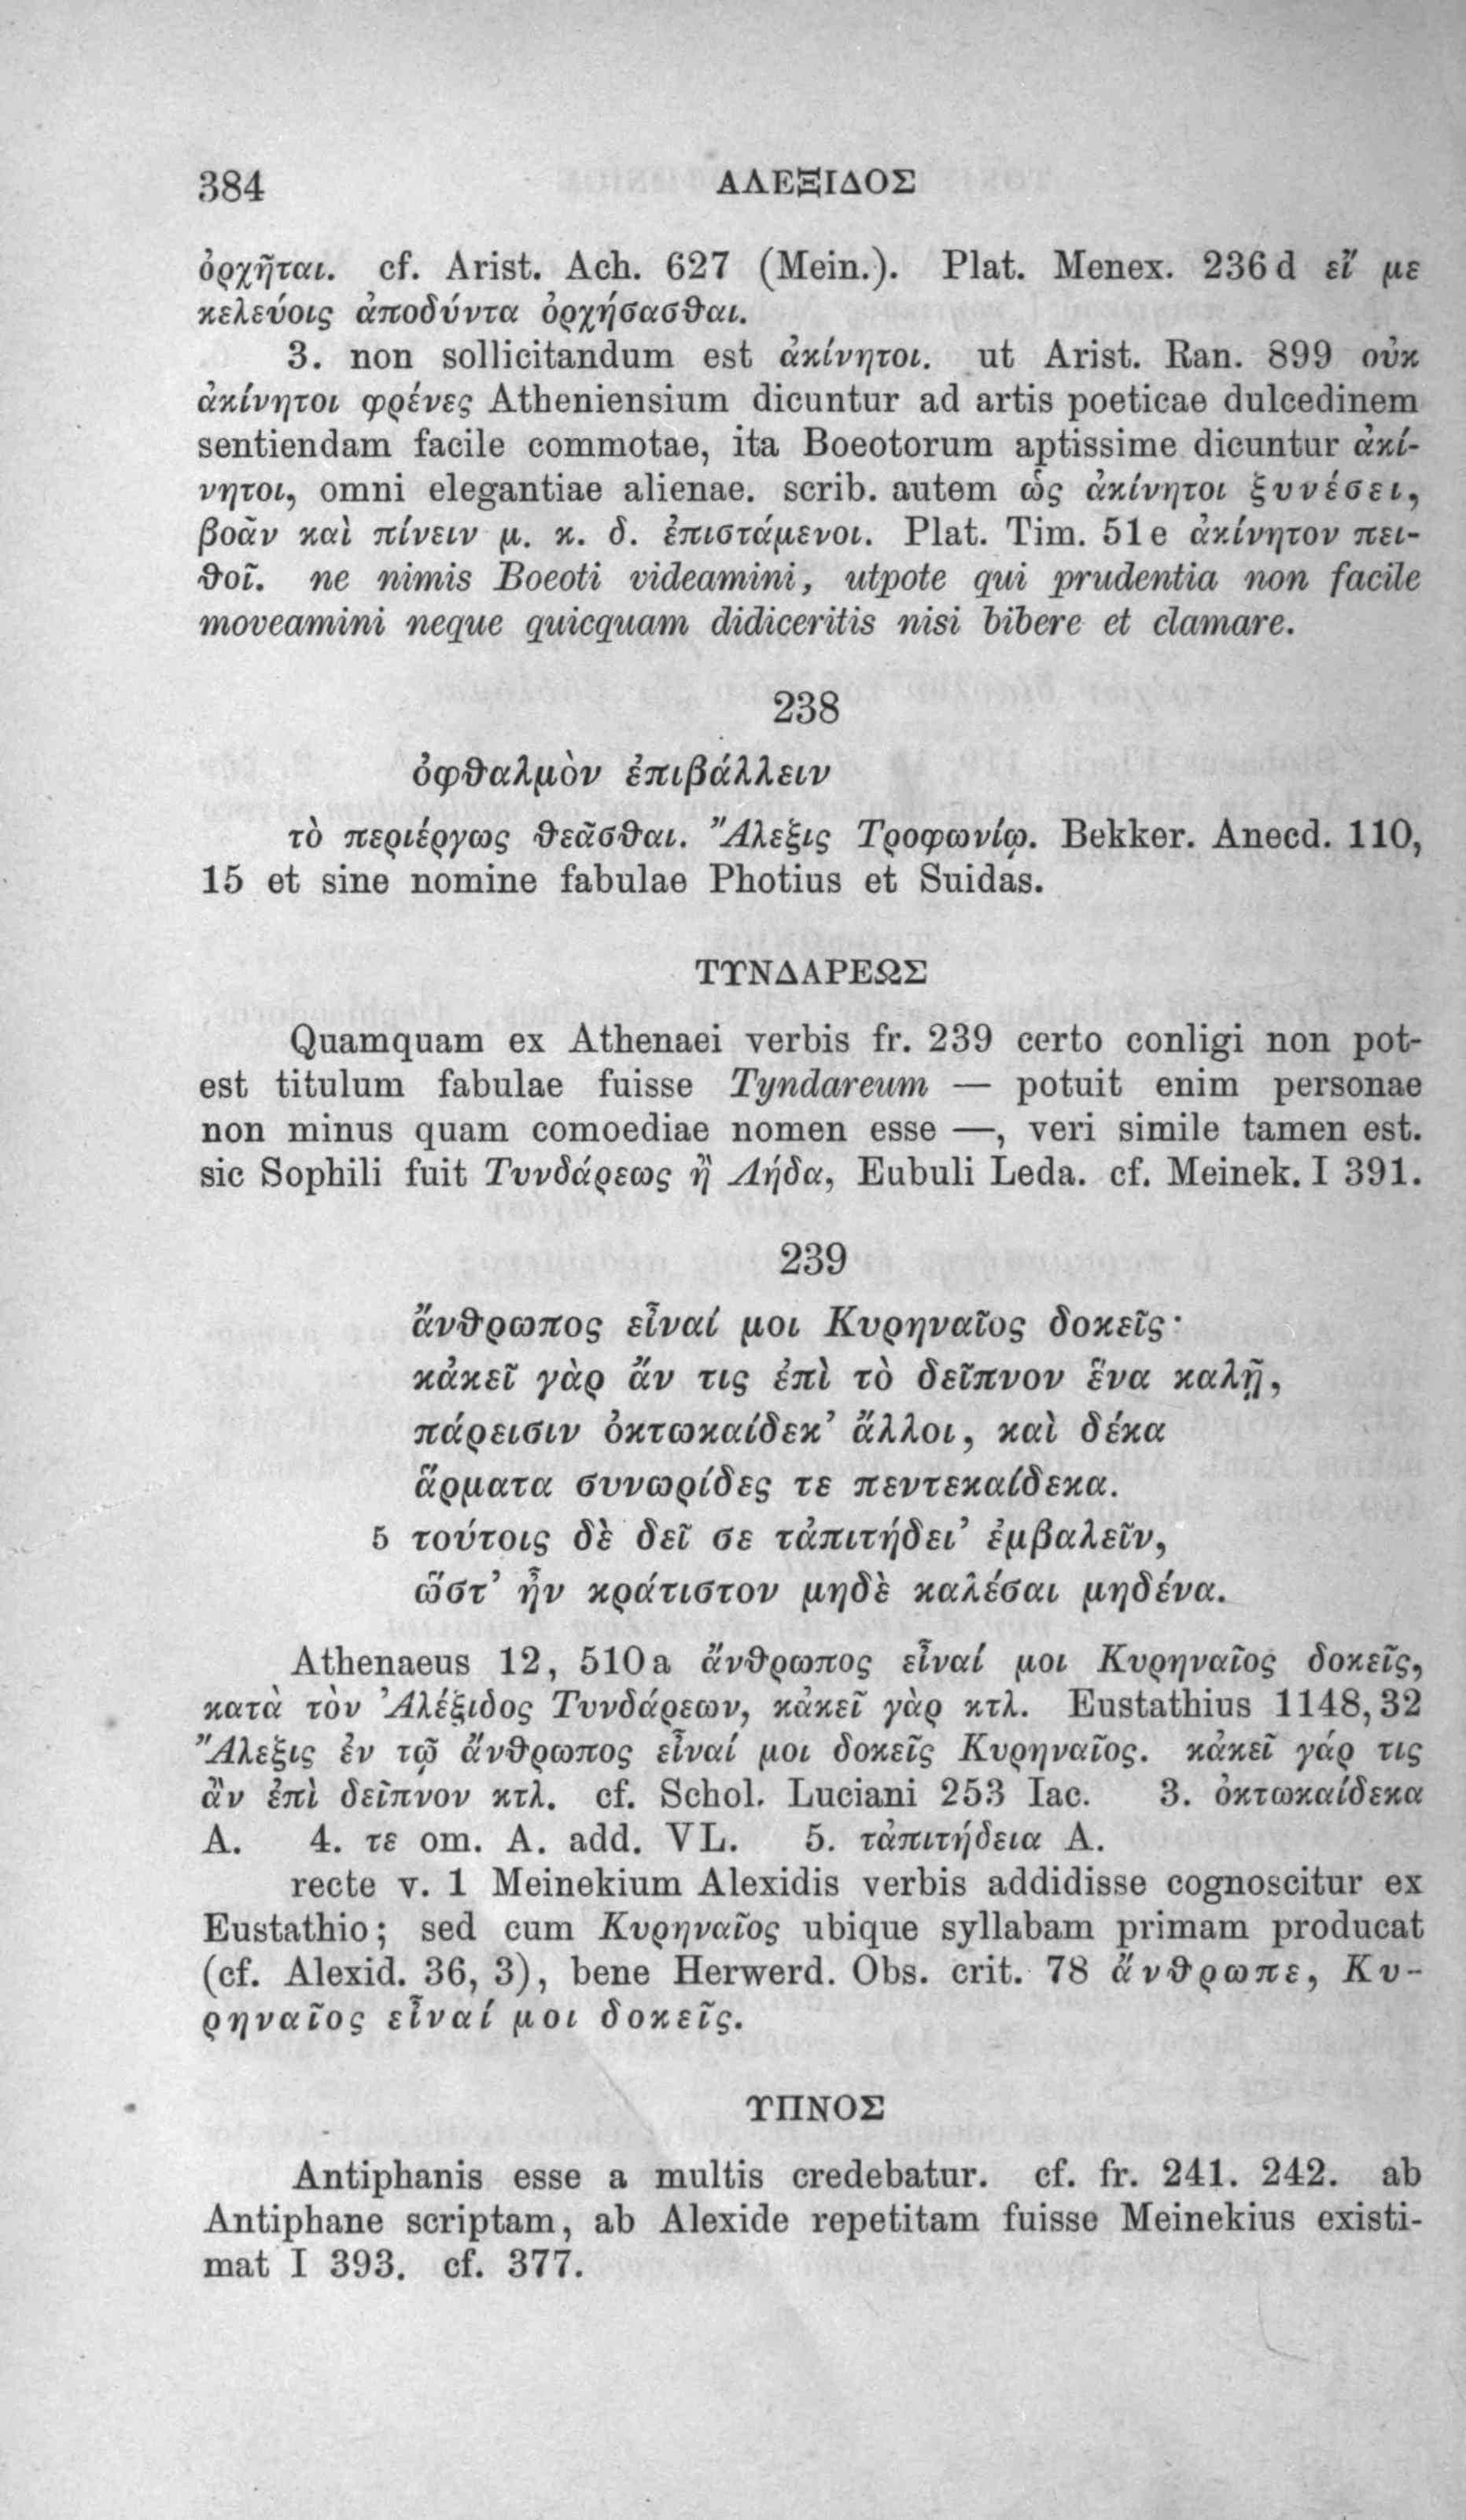 384 ΑΛΕΞΙΔΟΣ
ὀρχῆται. cf. Arist. Ach. 627 (Mein.). Plat. Menex. 236 d εἴ με
κελεύοις ἀποδύντα ὀρχήσασθαι.
3. non sollicitandum est ἀκίνητοι. ut Arist. Ran. 899 οὐκ
ἀκίνητοι φρένες Atheniensium dicuntur ad artis poeticae dulcedinem
sentiendam facile commotae, ita Boeotorum aptissime dicuntur ἀκί-
νητοι, omni elegantiae alienae. scrib. autem ὡς ἀκίνητοι ξυνέσει,
βοᾶν καὶ πίνειν μ. κ. δ. ἐπιστάμενοι. Plat. Tim. 51 e ἀκίνητον πει-
θοῖ. ne nimis Boeoti videamini, utpote qui prudentia non facile
moveamini neque quicquam didiceritis nisi bibere et clamare.
238
ὀφθαλμὸν ἐπιβάλλειν
τὸ περιέργως θεᾶσθαι. Ἄλεξις Τροφωνίῳ. Bekker. Anecd. 110,
15 et sine nomine fabulae Photius et Suidas.
ΤΥΝΔΑΡΕΩΣ
Quamquam ex Athenaei verbis fr. 239 certo conligi non pot-
est titulum fabulae fuisse Tyndareum — potuit enim personae
non minus quam comoediae nomen esse —, veri simile tamen est.
sic Sophili fuit Τυνδάρεως ἢ Λήδα, Eubuli Leda. cf. Meinek. I 391.
239
ἄνθρωπος εἶναί μοι Κυρηναῖος δοκεῖς·
κἀκεῖ γὰρ ἄν τις ἐπὶ τὸ δεῖπνον ἕνα καλῇ,
πάρεισιν ὀκτωκαίδεκ’ ἄλλοι, καὶ δέκα
ἅρματα συνωρίδες τε πεντεκαίδεκα.
5 τούτοις δὲ δεῖ σε τἀπιτήδει’ ἐμβαλεῖν,
ὥστ’ ἦν κράτιστον μηδὲ καλέσαι μηδένα.
Athenaeus 12, 510 a ἄνθρωπος εἶναί μοι Κυρηναῖος δοκεῖς,
κατὰ τὸν Ἀλέξιδος Τυνδάρεων, κἀκεῖ γὰρ κτλ. Eustathius 1148, 32
Ἄλεξις ἐν τῷ ἄνθρωπος εἶναί μοι δοκεῖς Κυρηναῖος. κἀκεῖ γάρ τις
ἂν ἐπὶ δεῖπνον κτλ. cf. Schol. Luciani 253 Iac. 3. ὀκτωκαίδεκα
A. 4. τε om. A. add. VL. 5. τἀπιτήδεια A.
recte v. 1 Meinekium Alexidis verbis addidisse cognoscitur ex
Eustathio; sed cum Κυρηναῖος ubique syllabam primam producat
(cf. Alexid. 36, 3), bene Herwerd. Obs. crit. 78 ἄνθρωπε, Κυ-
ρηναῖος εἶναί μοι δοκεῖς.
ΥΠΝΟΣ
Antiphanis esse a multis credebatur. cf. fr. 241. 242. ab
Antiphane scriptam, ab Alexide repetitam fuisse Meinekius existi-
mat I 393. cf. 377.